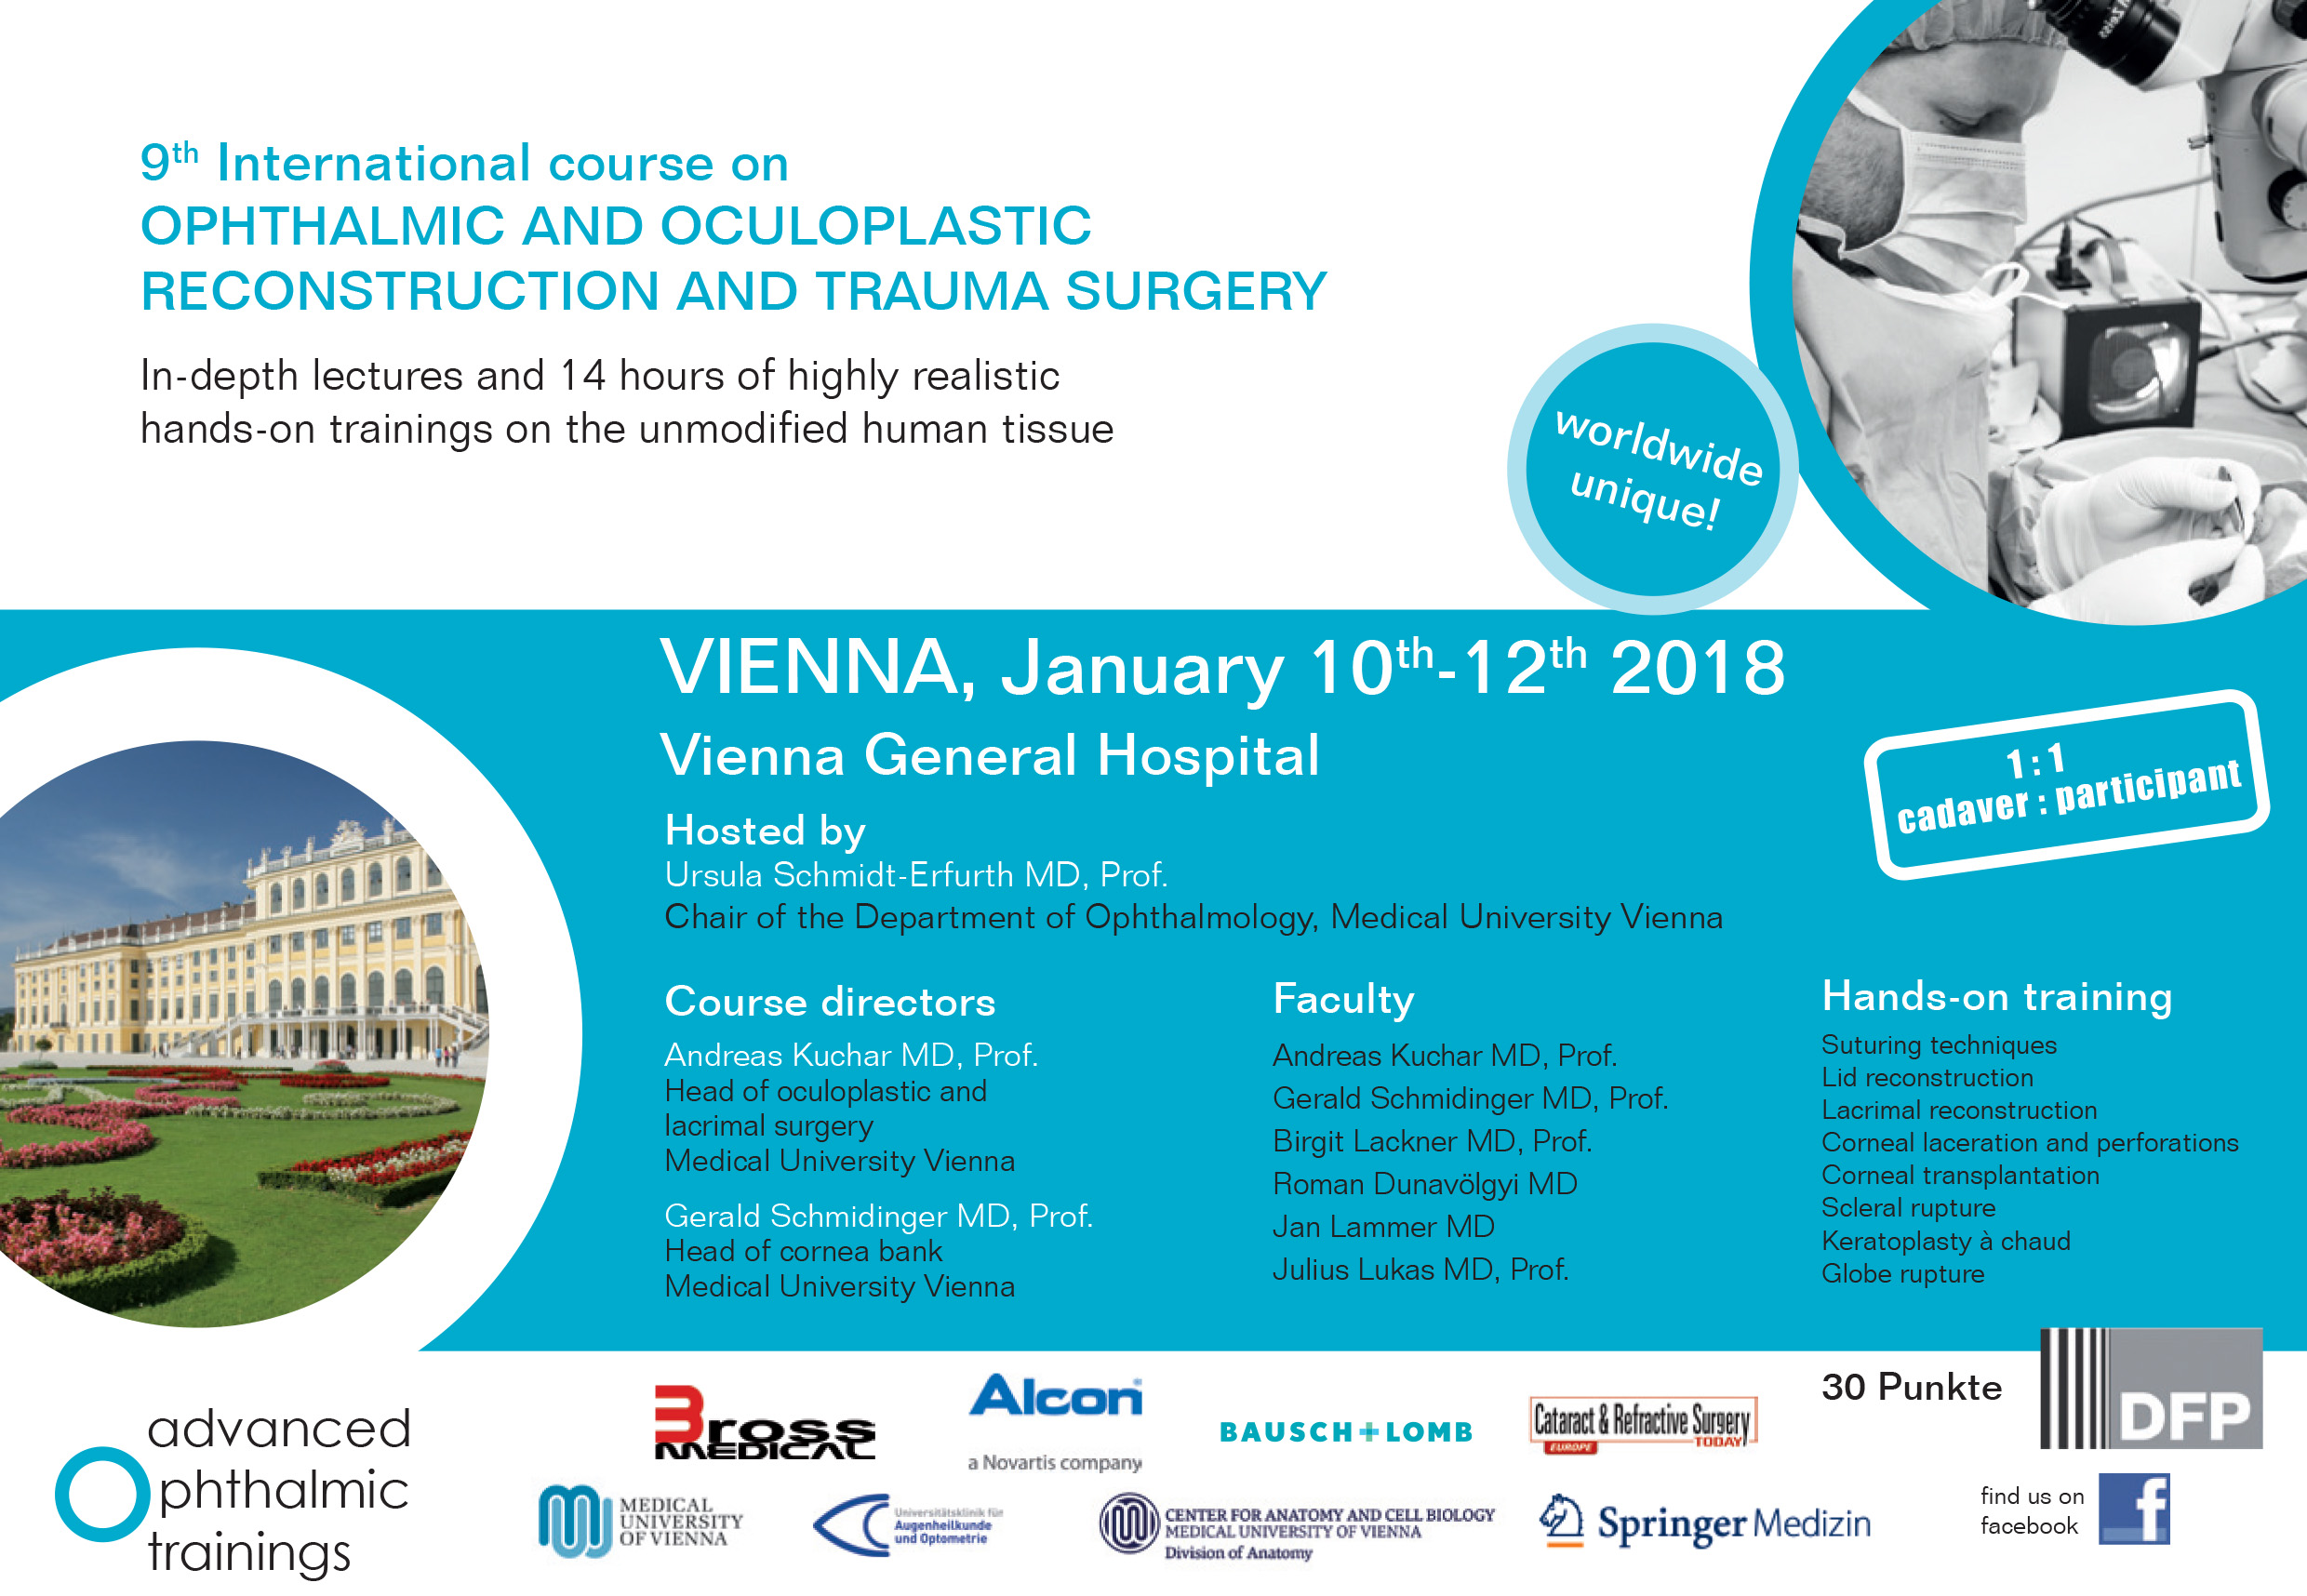 9th International course on
OPHTHALMIC AND OCULOPLASTIC
RECONSTRUCTION AND TRAUMA SURGERY
In-depth lectures and 14 hours of highly realistic
hands-on trainings on the unmodified human tissue
Zeiss
worldwide
unique!
VIENNA, January 10th-12th 2018
Vienna General Hospital
1 : 1
cadaver : participant
Hosted by
Ursula Schmidt-Erfurth MD, Prof.
Chair of the Department of Ophthalmology, Medical University Vienna
Course directors
Andreas Kuchar MD, Prof.
Head of oculoplastic and
lacrimal surgery
Medical University Vienna
Gerald Schmidinger MD, Prof.
Head of cornea bank
Medical University Vienna
Faculty
Andreas Kuchar MD, Prof.
Gerald Schmidinger MD, Prof.
Birgit Lackner MD, Prof.
Roman Dunavölgyi MD
Jan Lammer MD
Julius Lukas MD, Prof.
Hands-on training
Suturing techniques
Lid reconstruction
Lacrimal reconstruction
Corneal laceration and perforations
Corneal transplantation
Scleral rupture
Keratoplasty à chaud
Globe rupture
advanced
Ophthalmic
trainings
Bross
MEDICAL
Alcon®
a Novartis company
BAUSCH+LOMB
Cataract & Refractive Surgery
TODAY
EUROPE
30 Punkte
DFP
MEDICAL
UNIVERSITY
OF VIENNA
Universitätsklinik für
Augenheilkunde
und Optometrie
CENTER FOR ANATOMY AND CELL BIOLOGY
MEDICAL UNIVERSITY OF VIENNA
Division of Anatomy
Springer Medizin
find us on
facebook
f